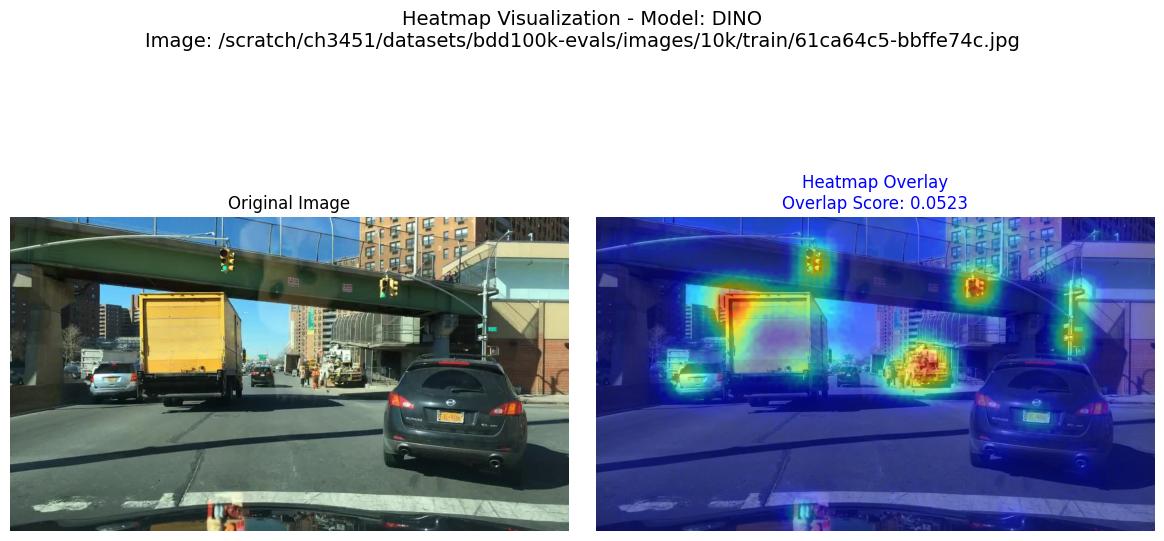 Heatmap Visualization - Model: DINO
Image: /scratch/ch3451/datasets/bdd100k-evals/images/10k/train/61ca64c5-bbffe74c.jpg
Original Image
Heatmap Overlay
Overlap Score: 0.0523